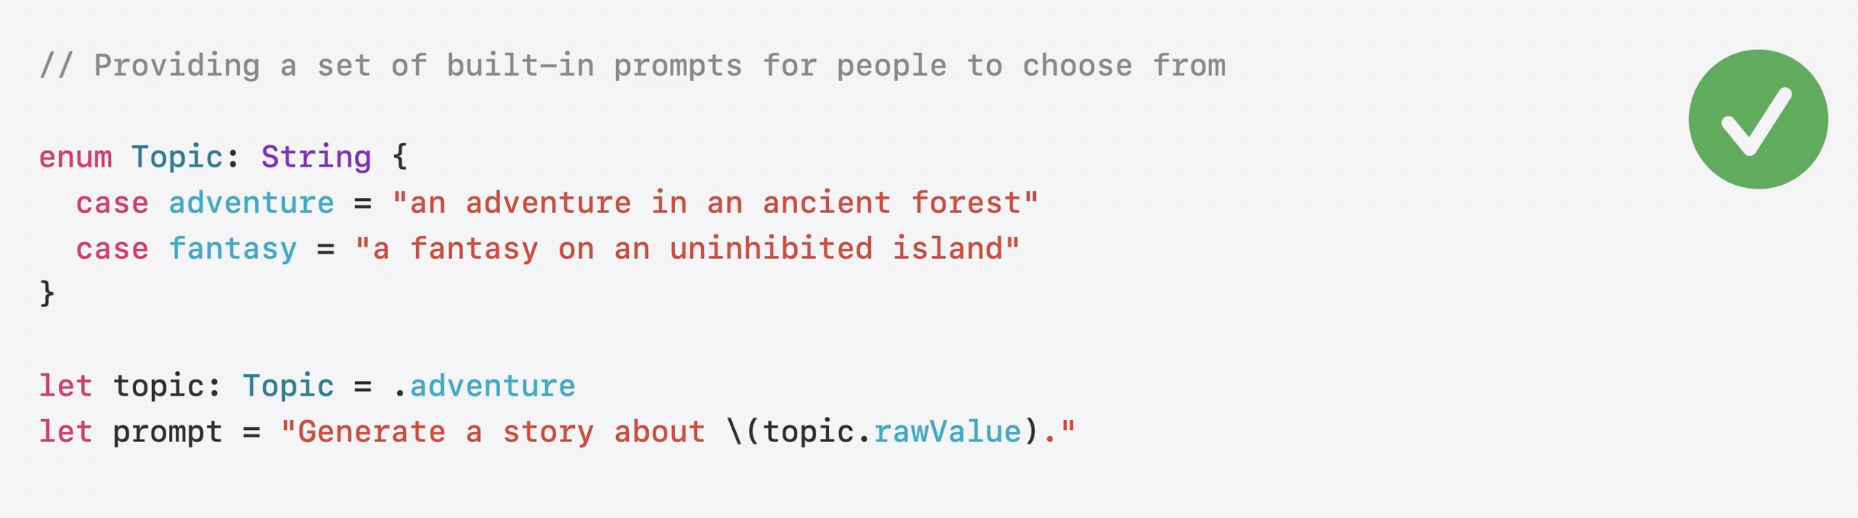 // Providing a set of built-in prompts for people to choose from
enum Topic: String {
  case adventure = "an adventure in an ancient forest"
  case fantasy = "a fantasy on an uninhibited island"
}
let topic: Topic = .adventure
let prompt = "Generate a story about \(topic.rawValue)."